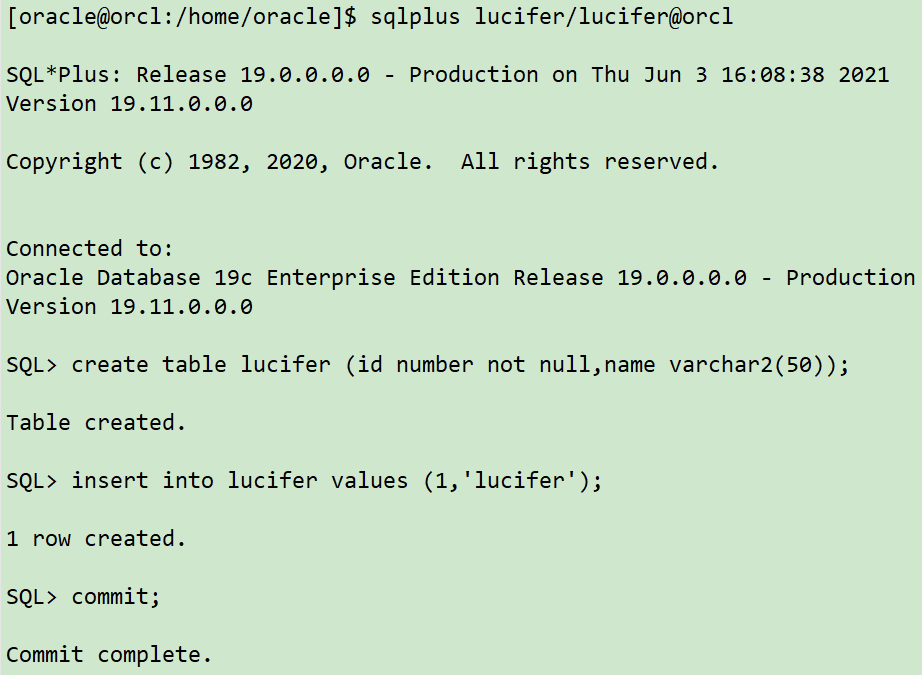 [oracle@orcl:/home/oracle]$ sqlplus lucifer/lucifer@orcl
SQL*Plus: Release 19.0.0.0.0 - Production on Thu Jun 3 16:08:38 2021
Version 19.11.0.0.0
Copyright (c) 1982, 2020, Oracle.  All rights reserved.
Connected to:
Oracle Database 19c Enterprise Edition Release 19.0.0.0.0 - Production
Version 19.11.0.0.0
SQL> create table lucifer (id number not null,name varchar2(50));
Table created.
SQL> insert into lucifer values (1,'lucifer');
1 row created.
SQL> commit;
Commit complete.